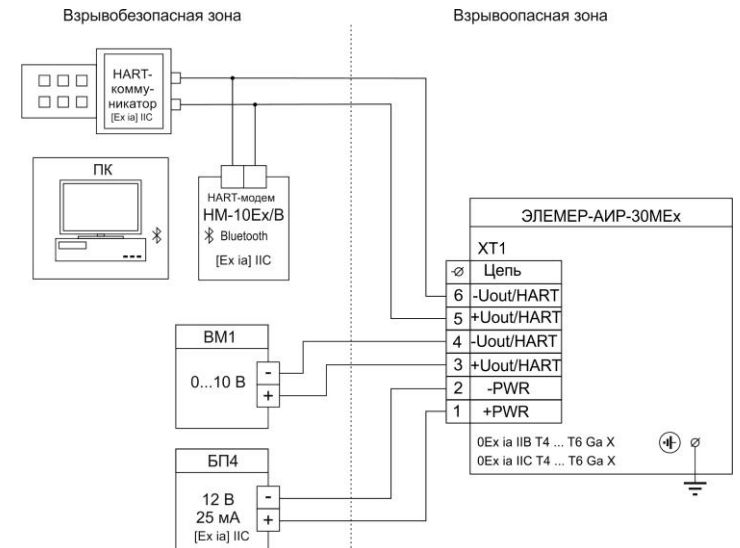 Взрывобезопасная зона
Взрывоопасная зона
HART-
комму-
никатор
[Ex ia] IIC
ПК
HART-модем
НМ-10Ex/B
Bluetooth
[Ex ia] IIC
ЭЛЕМЕР-АИР-30МЕх
XT1
Цепь
6 -Uout/HART
5 +Uout/HART
4 -Uout/HART
3 +Uout/HART
2 -PWR
1 +PWR
0Ex ia IIB T4 ... T6 Ga X
0Ex ia IIC T4 ... T6 Ga X
ВМ1
0...10 В
-
+
БП4
12 В
25 мА
[Ex ia] IIC
-
+